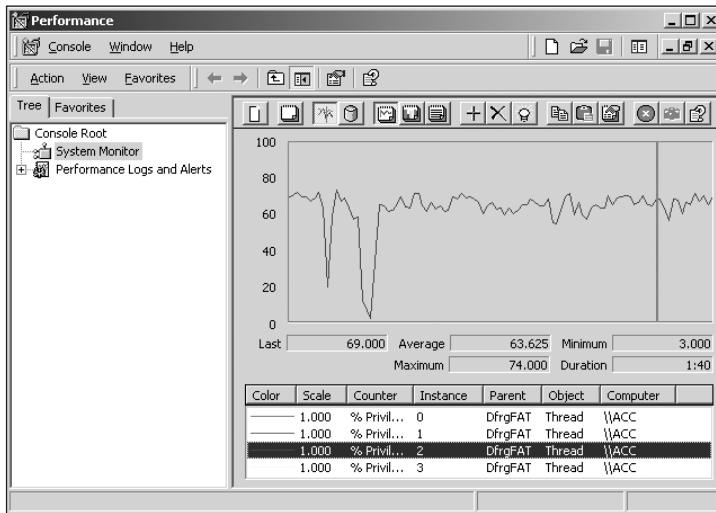 Performance
Console Window Help
Action View Favorites
Tree Favorites
Console Root
System Monitor
Performance Logs and Alerts
100
80
60
40
20
0
Last 69.000 Average 63.625 Minimum 3.000
Maximum 74.000 Duration 1:40
Color Scale Counter Instance Parent Object Computer
1.000 % Privil... 0 DfrgFAT Thread \\ACC
1.000 % Privil... 1 DfrgFAT Thread \\ACC
1.000 % Privil... 2 DfrgFAT Thread \\ACC
1.000 % Privil... 3 DfrgFAT Thread \\ACC